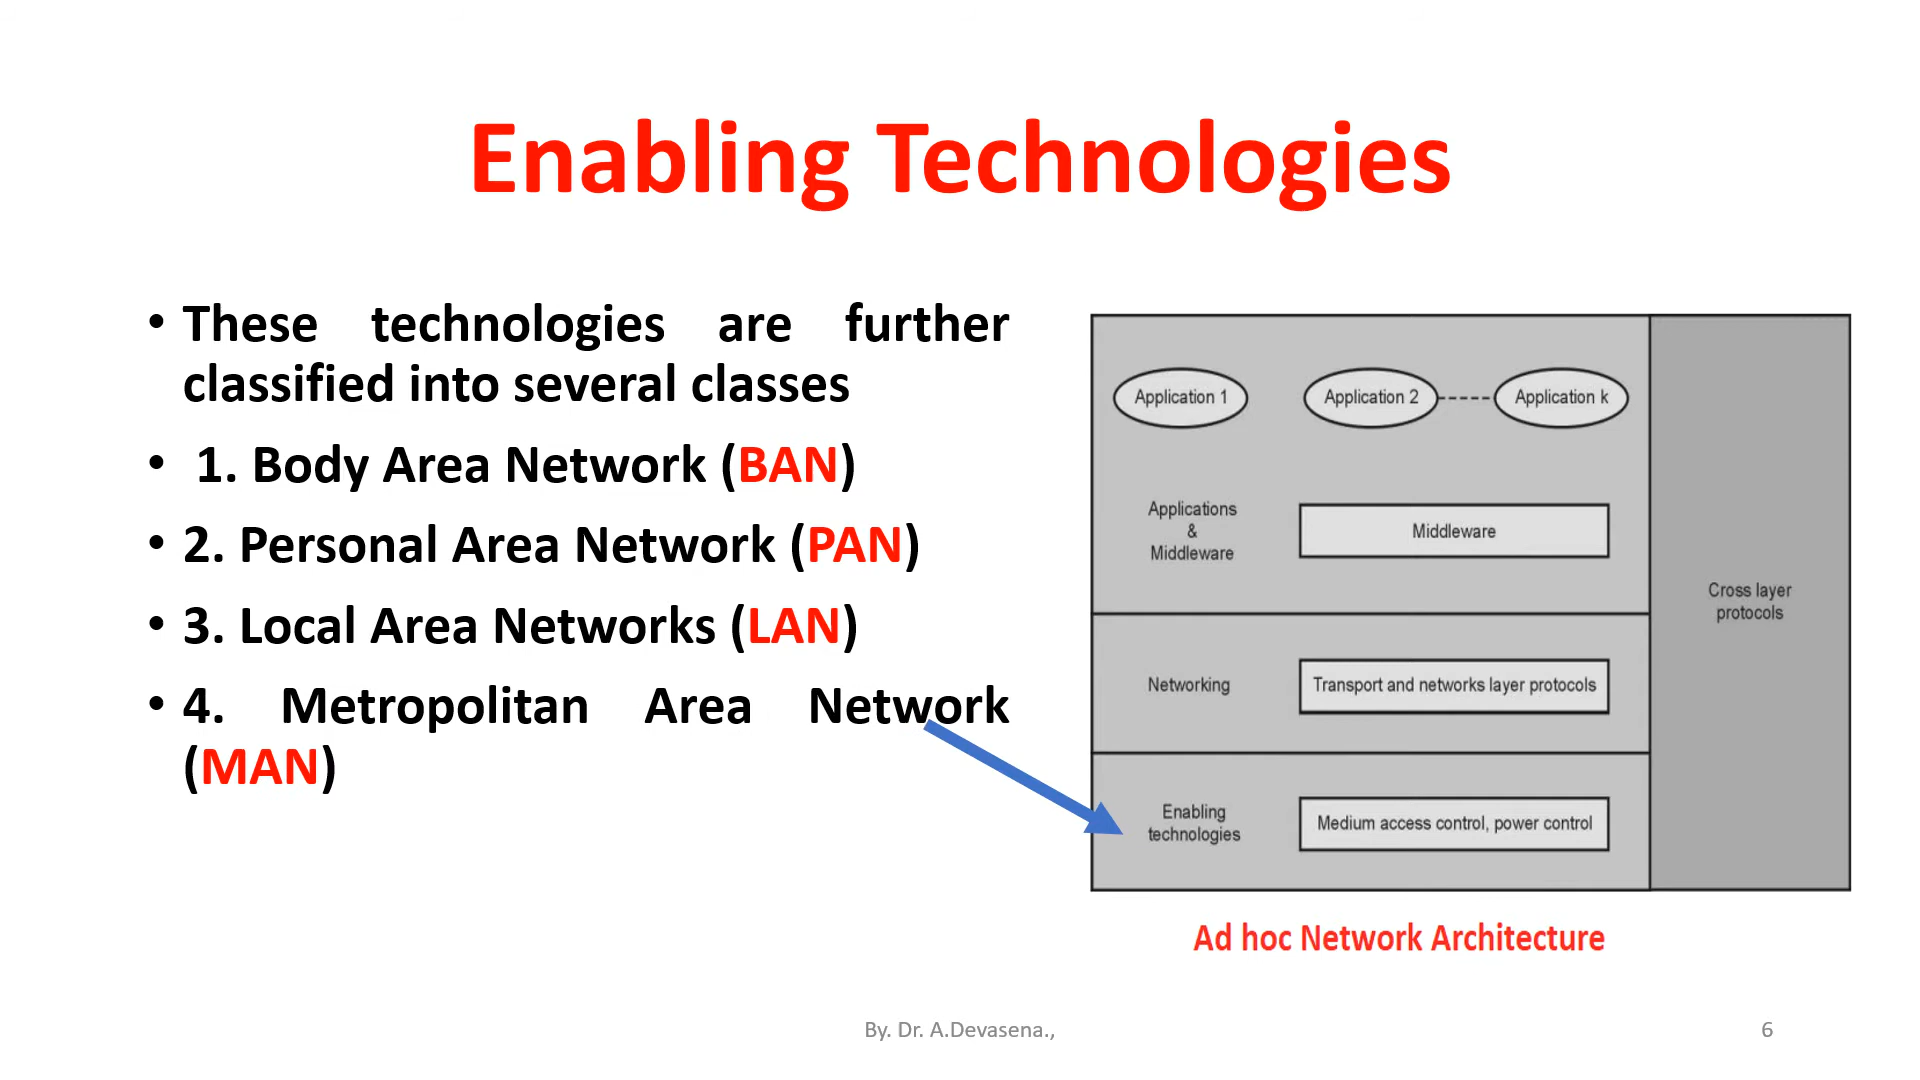 Enabling Technologies
• These technologies are further
classified into several classes
• 1. Body Area Network (BAN)
• 2. Personal Area Network (PAN)
• 3. Local Area Networks (LAN)
• 4. Metropolitan Area Network
(MAN)
Application 1
Application 2
Application k
Applications
&
Middleware
Middleware
Networking
Transport and networks layer protocols
Enabling
technologies
Medium access control, power control
Cross layer
protocols
Ad hoc Network Architecture
By. Dr. A.Devasena.,
6